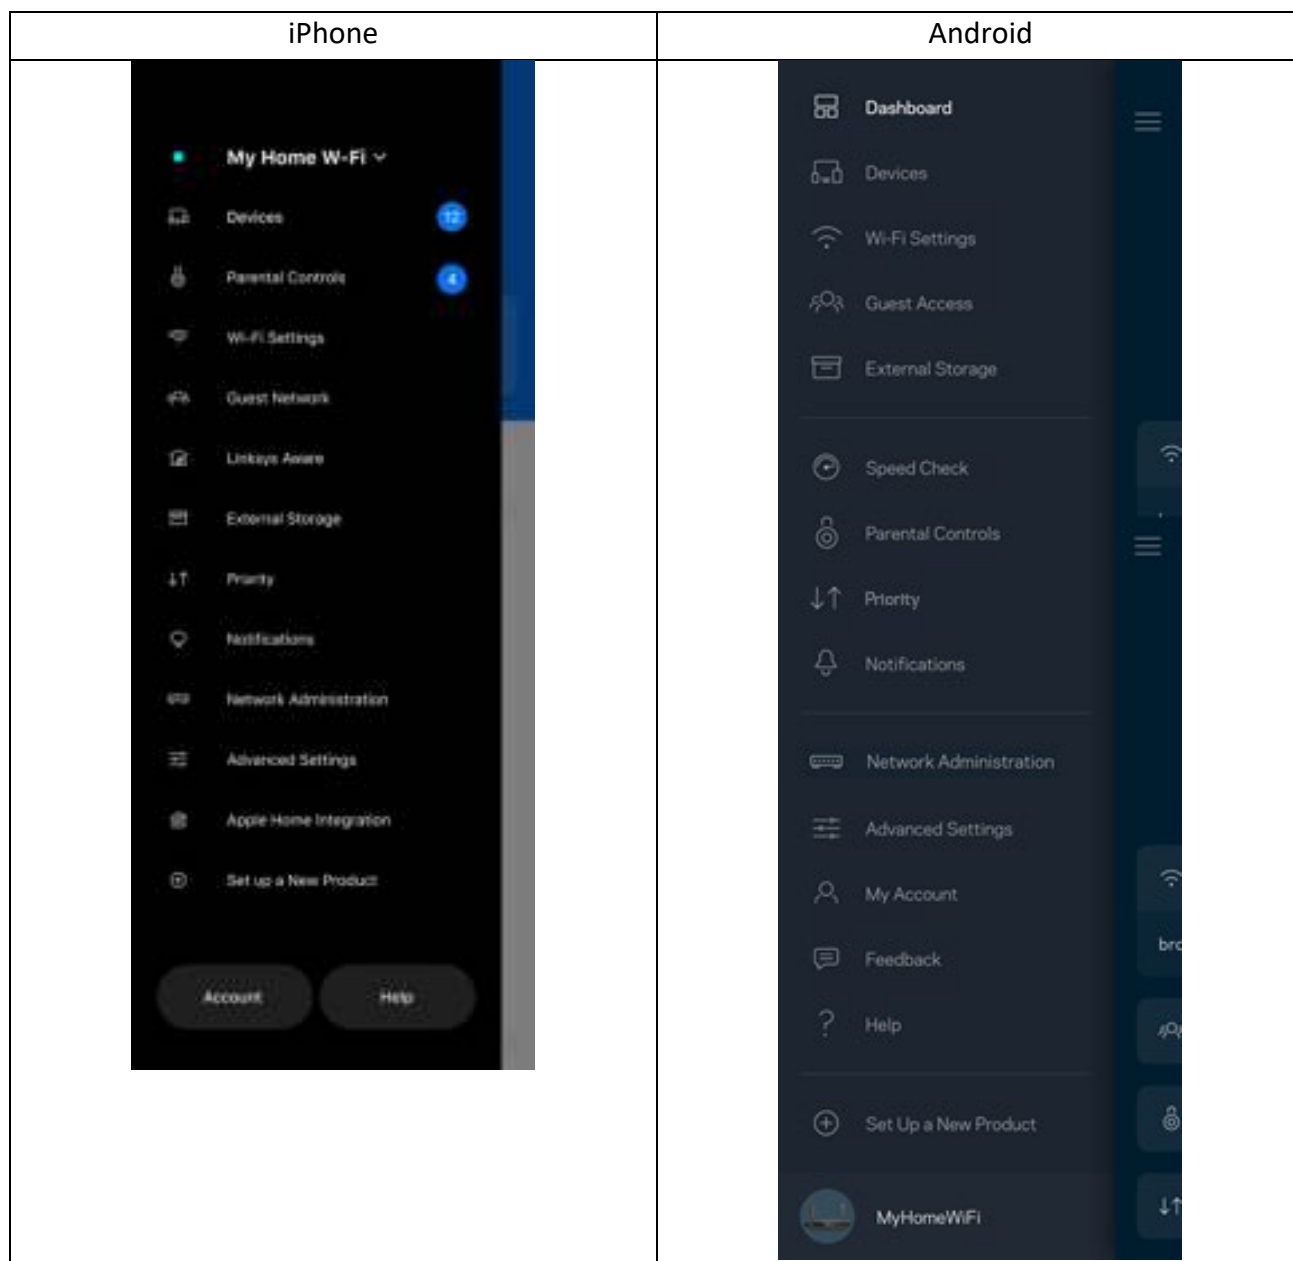 iPhone
Android
My Home W-Fi
Devices
12
Parental Controls
4
Wi-Fi Settings
Guest Network
Linksys Aware
External Storage
Priority
Notifications
Network Administration
Advanced Settings
Apple Home Integration
Set up a New Product
Account
Help
Dashboard
Devices
Wi-Fi Settings
Guest Access
External Storage
Speed Check
Parental Controls
Priority
Notifications
Network Administration
Advanced Settings
My Account
Feedback
Help
Set Up a New Product
MyHomeWiFi
bro